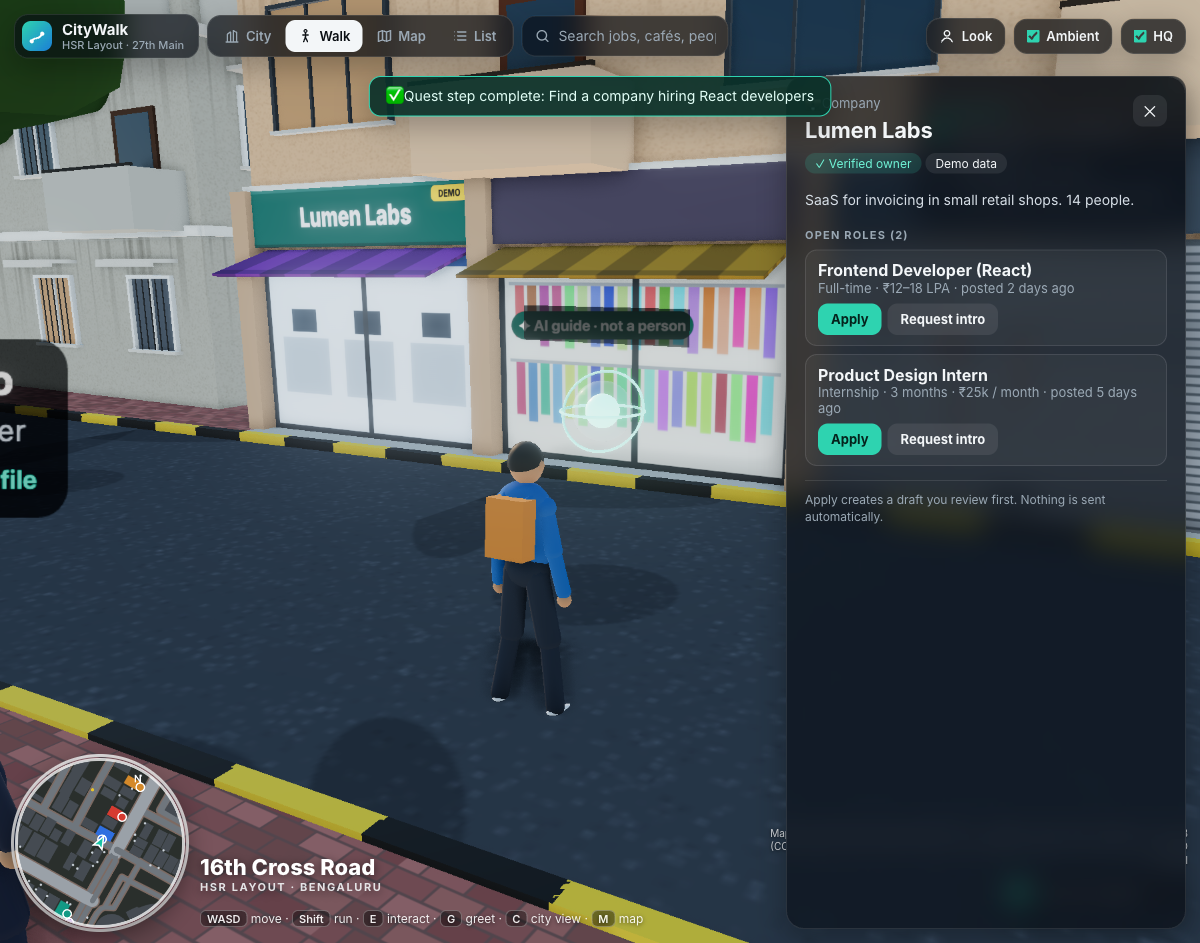 CityWalk
HSR Layout · 27th Main
City
Walk
Map
List
Search jobs, cafés, peop
Look
Ambient
HQ
✅Quest step complete: Find a company hiring React developers
ompany
Lumen Labs
✓ Verified owner
Demo data
SaaS for invoicing in small retail shops. 14 people.
OPEN ROLES (2)
Frontend Developer (React)
Full-time · ₹12–18 LPA · posted 2 days ago
Apply
Request intro
Product Design Intern
Internship · 3 months · ₹25k / month · posted 5 days
ago
Apply
Request intro
Apply creates a draft you review first. Nothing is sent
automatically.
DEMO
Lumen Labs
AI guide · not a person
er
file
N
16th Cross Road
HSR LAYOUT · BENGALURU
WASD move · Shift run · E interact · G greet · C city view · M map